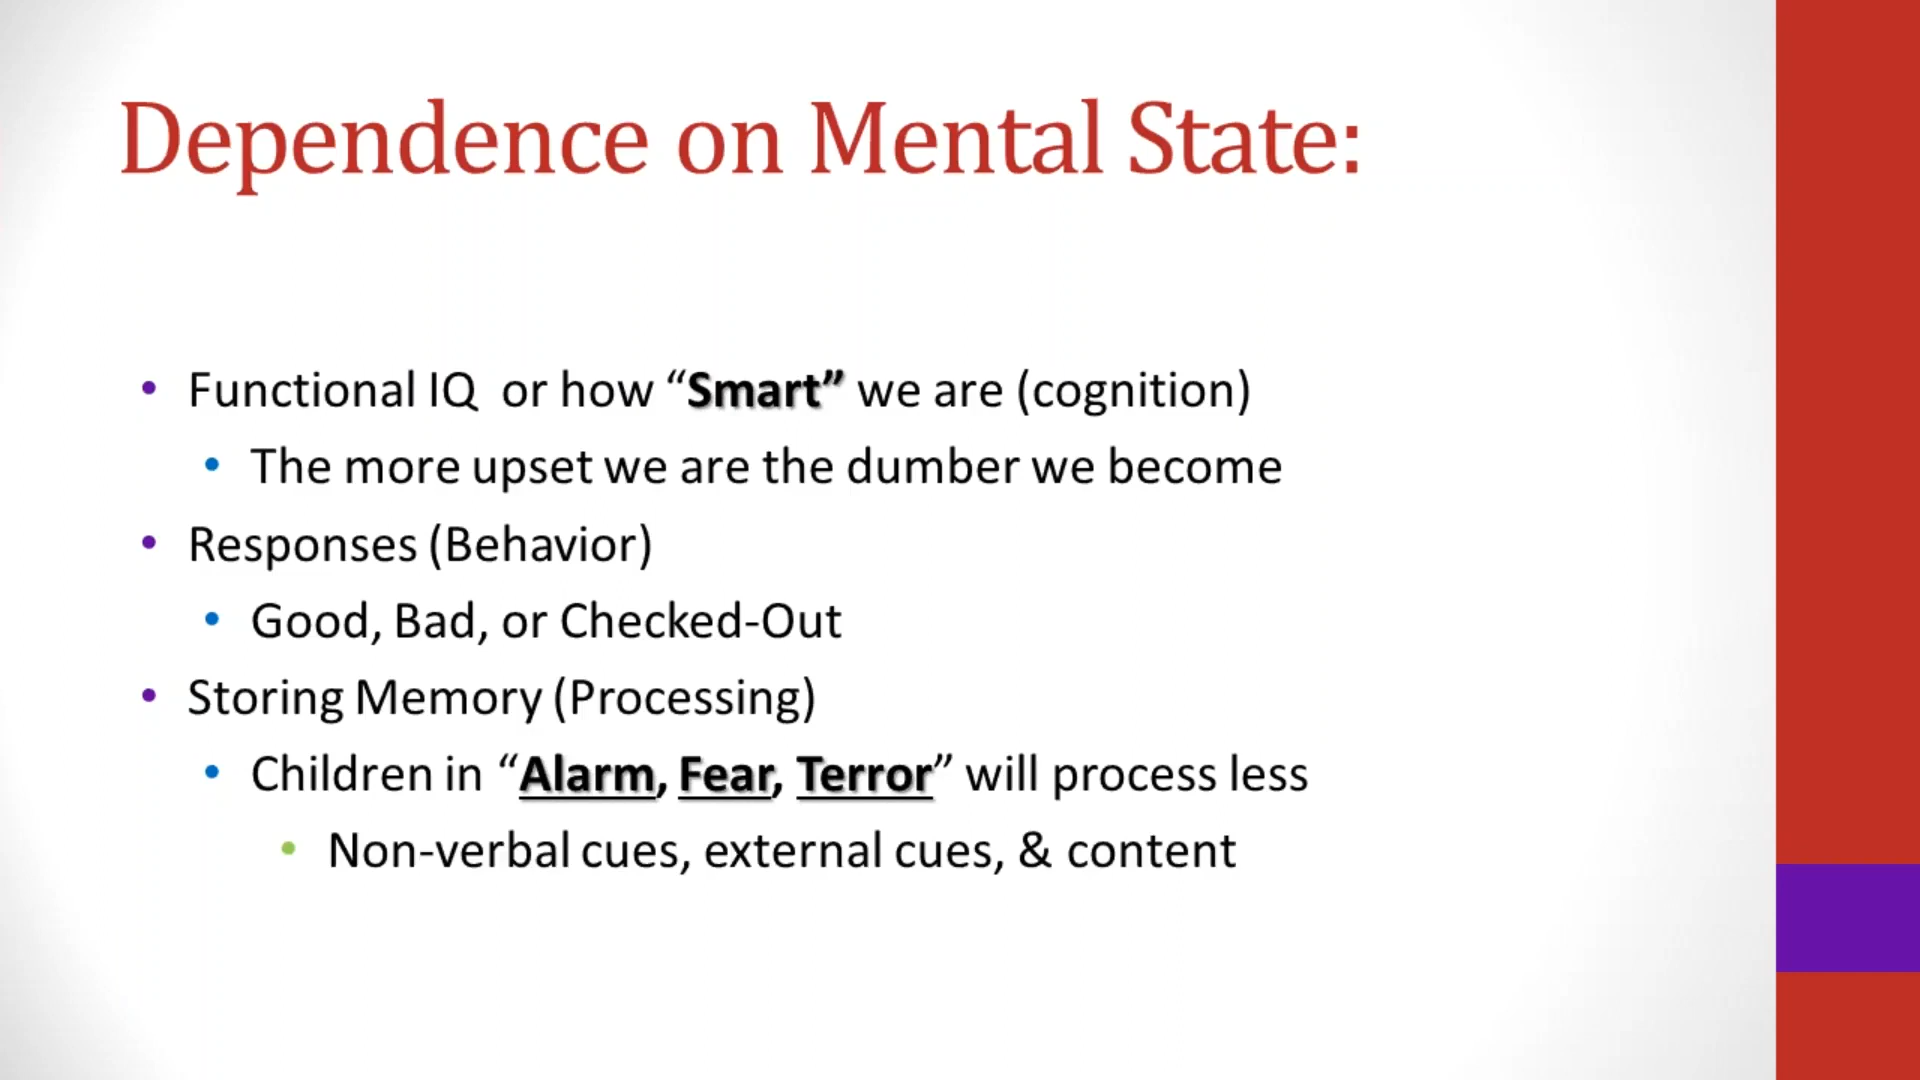 Dependence on Mental State:
• Functional IQ  or how “Smart” we are (cognition)
• The more upset we are the dumber we become
• Responses (Behavior)
• Good, Bad, or Checked-Out
• Storing Memory (Processing)
• Children in “Alarm, Fear, Terror” will process less
• Non-verbal cues, external cues, & content